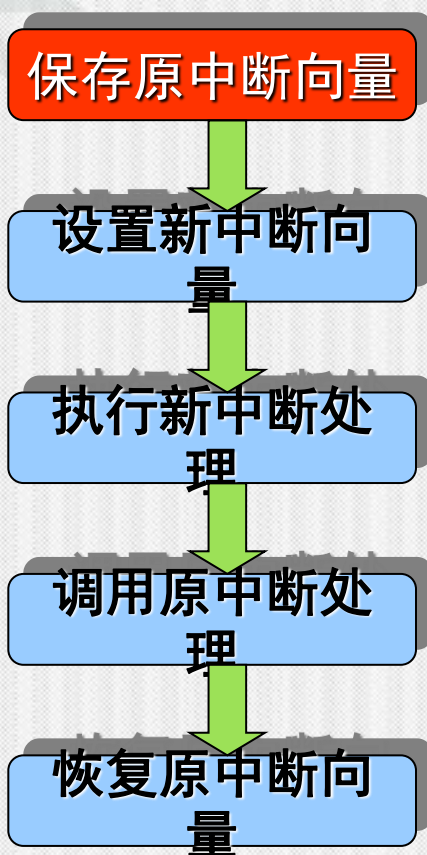 保存原中断向量
设置新中断向
量
执行新中断处
理
调用原中断处
理
恢复原中断向
量